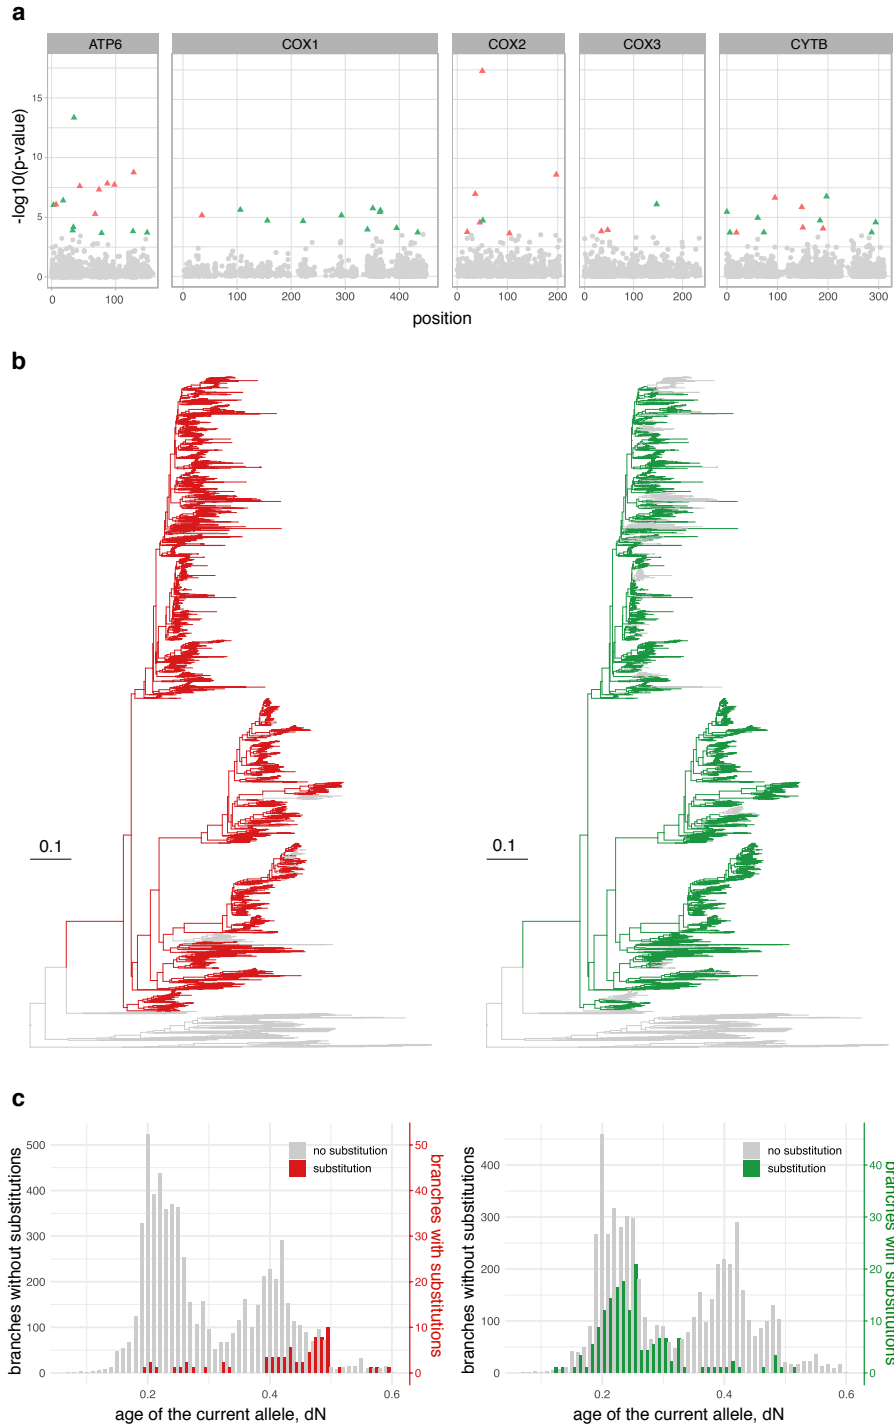 a
ATP6 COX1 COX2 COX3 CYTB
-log10(p-value)
15
10
5
0
0 100 0 100 200 300 400 0 100 200 0 100 200 0 100 200 300
position
b
0.1 0.1
c
branches without substitutions
500
400
300
200
100
0
no substitution
substitution
50
40
30
20
10
0
branches with substitutions
0.2 0.4 0.6
age of the current allele, dN
branches without substitutions
400
300
200
100
0
no substitution
substitution
40
30
20
10
0
branches with substitutions
0.2 0.4 0.6
age of the current allele, dN